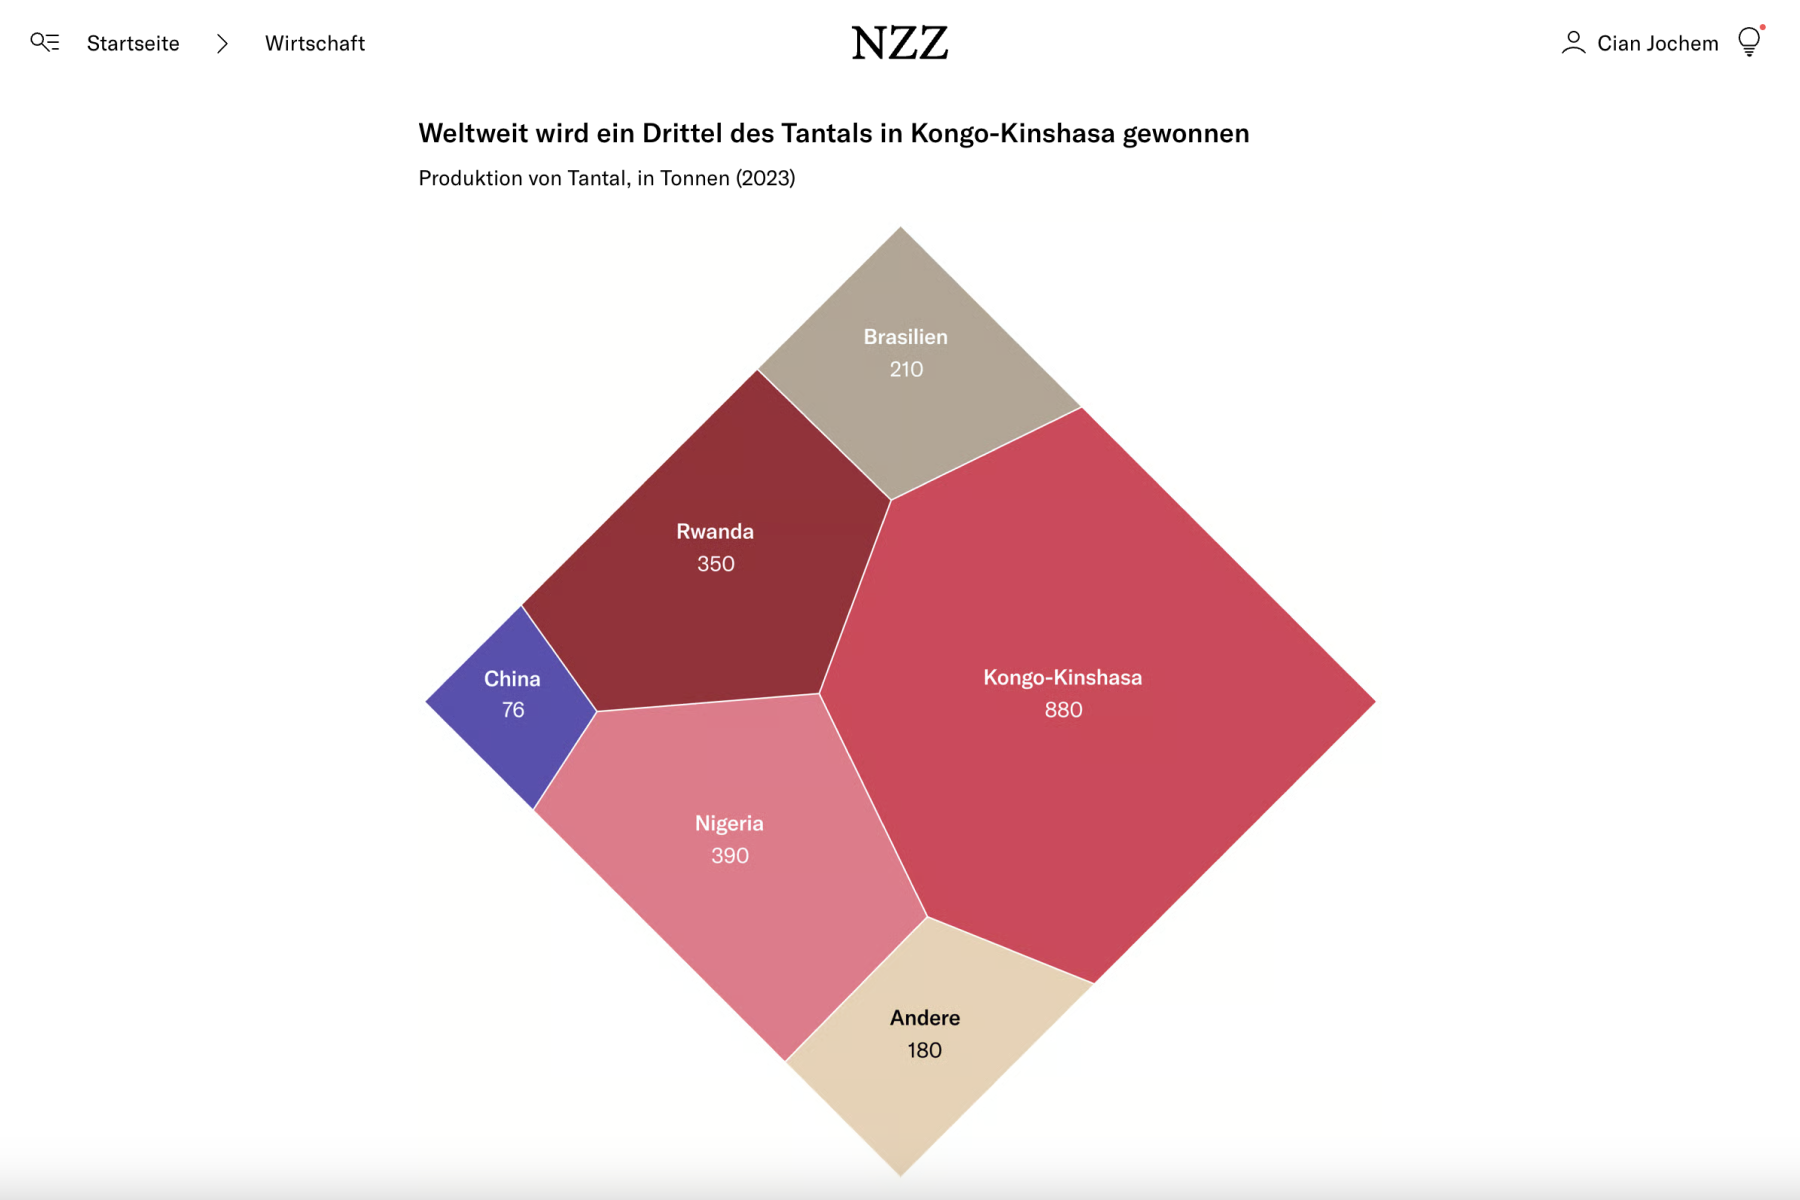 Startseite
Wirtschaft
NZZ
Cian Jochem
Weltweit wird ein Drittel des Tantals in Kongo-Kinshasa gewonnen
Produktion von Tantal, in Tonnen (2023)
Brasilien
210
Rwanda
350
China
76
Kongo-Kinshasa
880
Nigeria
390
Andere
180